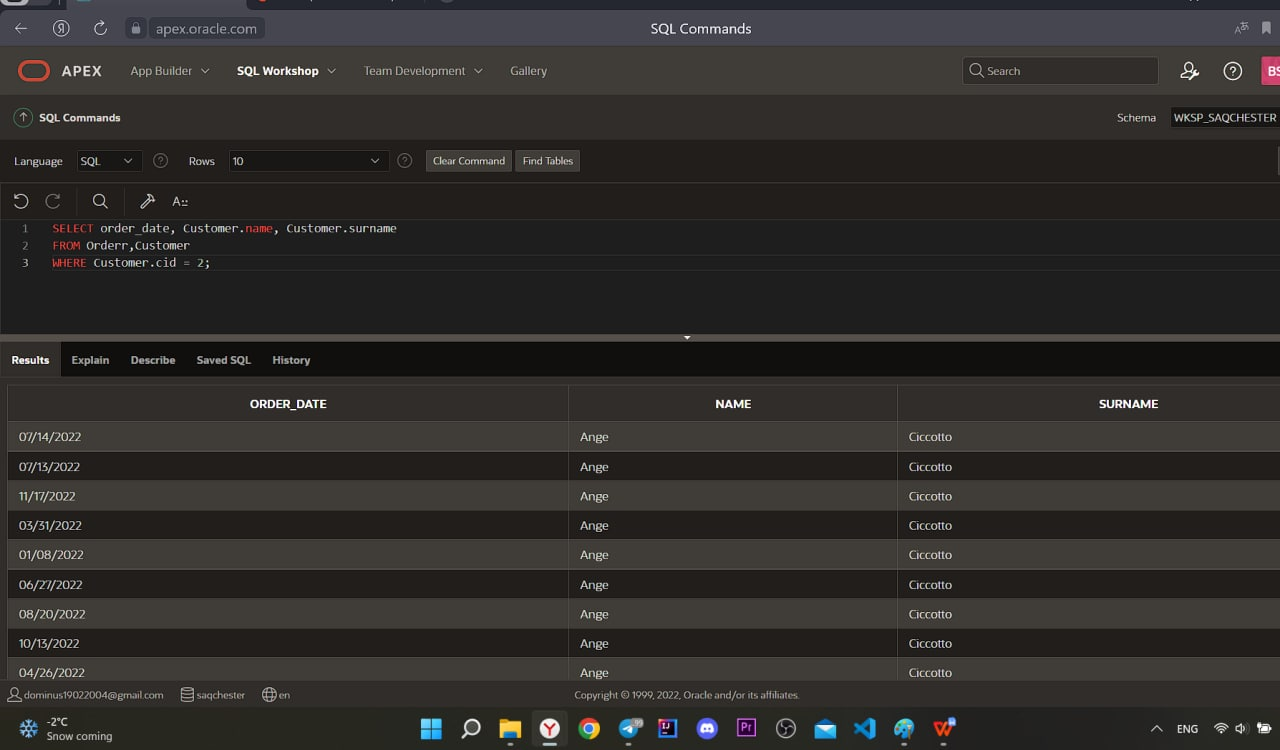 apex.oracle.com SQL Commands
APEX App Builder SQL Workshop Team Development Gallery Search BS
SQL Commands Schema WKSP_SAQCHESTER
Language SQL Rows 10 Clear Command Find Tables
1 SELECT order_date, Customer.name, Customer.surname
2 FROM Orderr,Customer
3 WHERE Customer.cid = 2;
Results Explain Describe Saved SQL History
ORDER_DATE NAME SURNAME
07/14/2022 Ange Ciccotto
07/13/2022 Ange Ciccotto
11/17/2022 Ange Ciccotto
03/31/2022 Ange Ciccotto
01/08/2022 Ange Ciccotto
06/27/2022 Ange Ciccotto
08/20/2022 Ange Ciccotto
10/13/2022 Ange Ciccotto
04/26/2022 Ange Ciccotto
dominus19022004@gmail.com saqchester en Copyright © 1999, 2022, Oracle and/or its affiliates.
-2°C
Snow coming
99
ENG